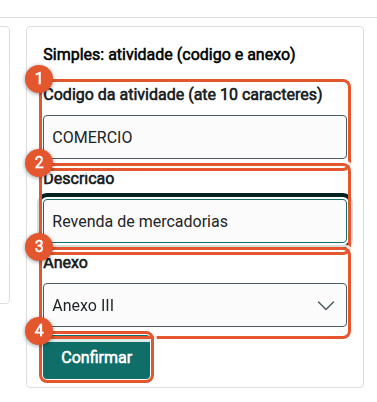 Simples: atividade (codigo e anexo)
1
Codigo da atividade (ate 10 caracteres)
COMERCIO
2
Descricao
Revenda de mercadorias
3
Anexo
Anexo III
4
Confirmar